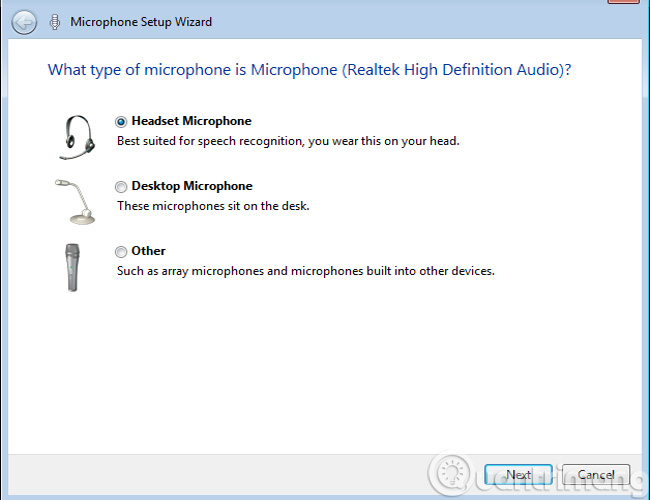 Microphone Setup Wizard
What type of microphone is Microphone (Realtek High Definition Audio)?
Headset Microphone
Best suited for speech recognition, you wear this on your head.
Desktop Microphone
These microphones sit on the desk.
Other
Such as array microphones and microphones built into other devices.
Next Cancel
Quantrimang